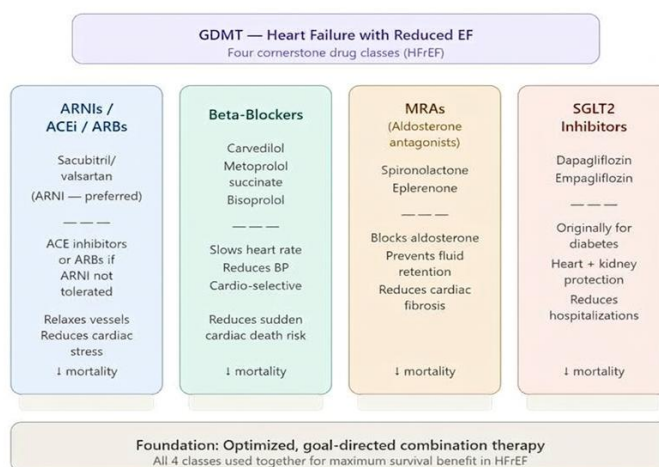 GDMT — Heart Failure with Reduced EF
Four cornerstone drug classes (HFrEF)
ARNIs /
ACEi / ARBs
Sacubitril/
valsartan
(ARNI — preferred)
— — —
ACE inhibitors
or ARBs if
ARNI not
tolerated
Relaxes vessels
Reduces cardiac
stress
↓ mortality
Beta-Blockers
Carvedilol
Metoprolol
succinate
Bisoprolol
— — —
Slows heart rate
Reduces BP
Cardio-selective
Reduces sudden
cardiac death risk
↓ mortality
MRAs
(Aldosterone
antagonists)
Spironolactone
Eplerenone
— — —
Blocks aldosterone
Prevents fluid
retention
Reduces cardiac
fibrosis
↓ mortality
SGLT2
Inhibitors
Dapagliflozin
Empagliflozin
— — —
Originally for
diabetes
Heart + kidney
protection
Reduces
hospitalizations
↓ mortality
Foundation: Optimized, goal-directed combination therapy
All 4 classes used together for maximum survival benefit in HFrEF